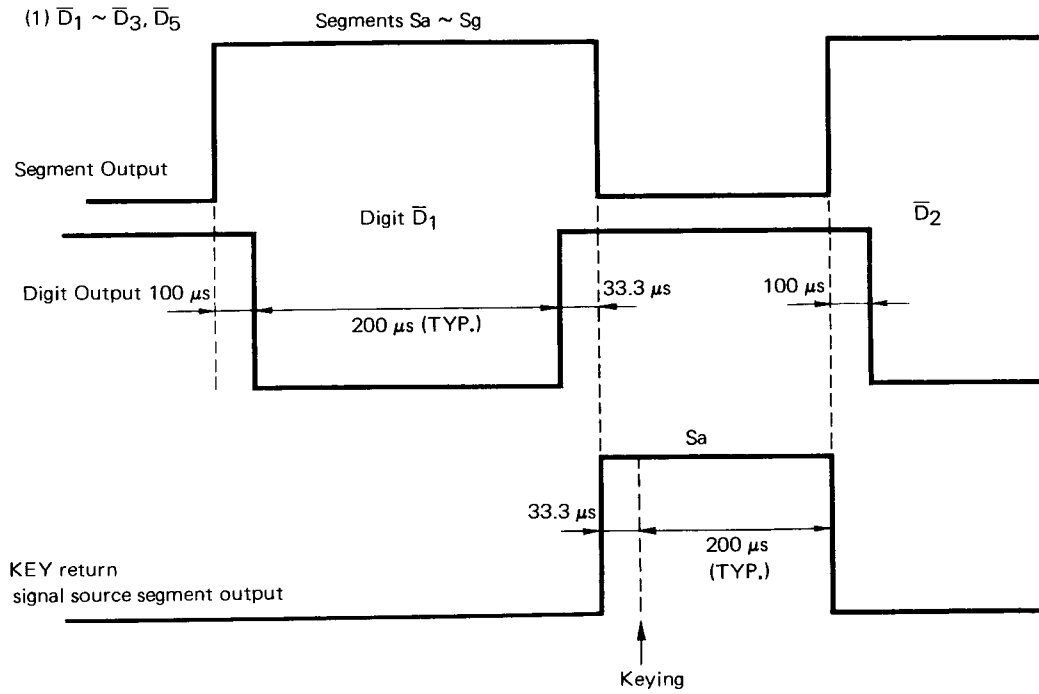 (1) D̅1 ~ D̅3, D̅5
Segments Sa ~ Sg
Segment Output
Digit D̅1
D̅2
Digit Output 100 μs
200 μs (TYP.)
33.3 μs
100 μs
Sa
33.3 μs
200 μs
(TYP.)
KEY return
signal source segment output
Keying